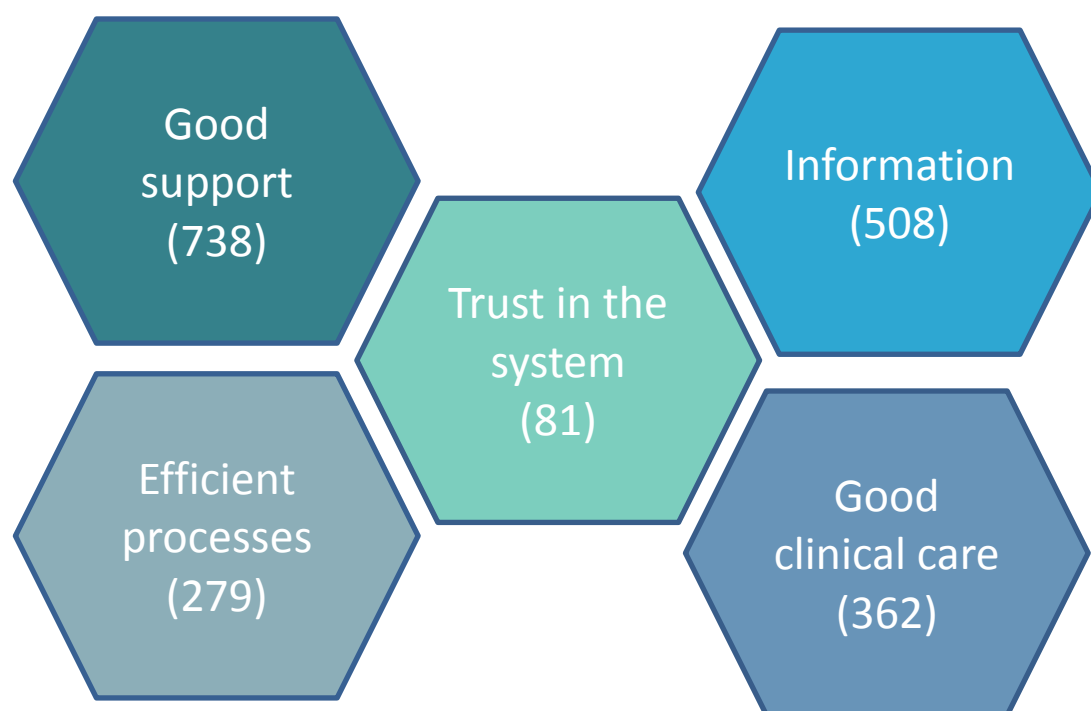 Good
support
(738)
Information
(508)
Trust in the
system
(81)
Efficient
processes
(279)
Good
clinical care
(362)